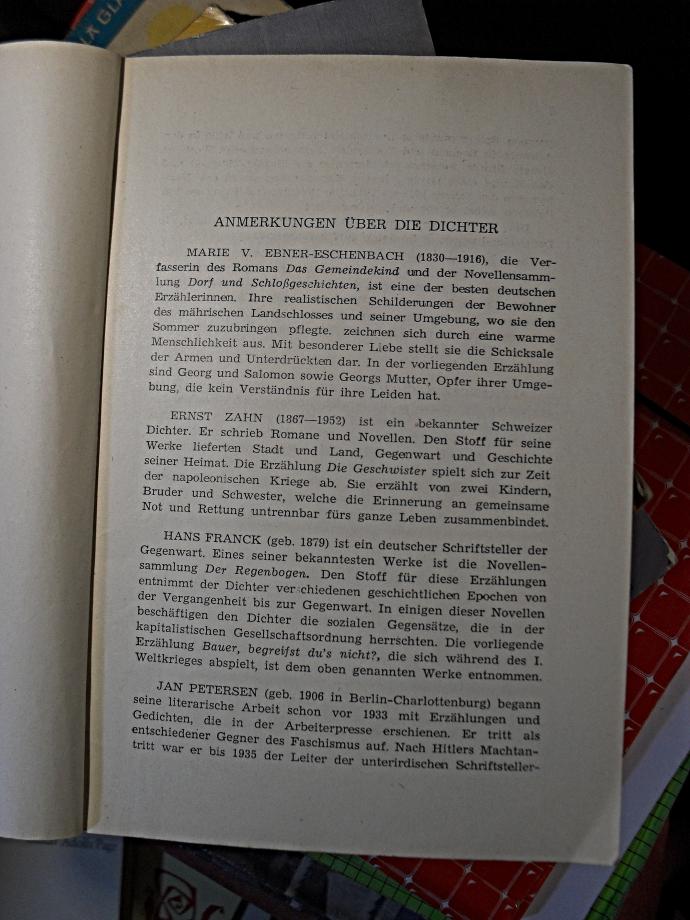 LA GLA
ANMERKUNGEN ÜBER DIE DICHTER
MARIE V. EBNER-ESCHENBACH (1830—1916), die Ver-
fasserin des Romans Das Gemeindekind und der Novellensamm-
lung Dorf und Schloßgeschichten, ist eine der besten deutschen
Erzählerinnen. Ihre realistischen Schilderungen der Bewohner
des mährischen Landschlosses und seiner Umgebung, wo sie den
Sommer zuzubringen pflegte. zeichnen sich durch eine warme
Menschlichkeit aus. Mit besonderer Liebe stellt sie die Schicksale
der Armen und Unterdrückten dar. In der vorliegenden Erzählung
sind Georg und Salomon sowie Georgs Mutter, Opfer ihrer Umge-
bung, die kein Verständnis für ihre Leiden hat.
ERNST ZAHN (1867—1952) ist ein bekannter Schweizer
Dichter. Er schrieb Romane und Novellen. Den Stoff für seine
Werke lieferten Stadt und Land, Gegenwart und Geschichte
seiner Heimat. Die Erzählung Die Geschwister spielt sich zur Zeit
der napoleonischen Kriege ab. Sie erzählt von zwei Kindern,
Bruder und Schwester, welche die Erinnerung an gemeinsame
Not und Rettung untrennbar fürs ganze Leben zusammenbindet.
HANS FRANCK (geb. 1879) ist ein deutscher Schriftsteller der
Gegenwart. Eines seiner bekanntesten Werke ist die Novellen-
sammlung Der Regenbogen. Den Stoff für diese Erzählungen
entnimmt der Dichter verschiedenen geschichtlichen Epochen von
der Vergangenheit bis zur Gegenwart. In einigen dieser Novellen
beschäftigen den Dichter die sozialen Gegensätze, die in der
kapitalistischen Gesellschaftsordnung herrschten. Die vorliegende
Erzählung Bauer, begreifst du's nicht?, die sich während des I.
Weltkrieges abspielt, ist dem oben genannten Werke entnommen.
JAN PETERSEN (geb. 1906 in Berlin-Charlottenburg) begann
seine literarische Arbeit schon vor 1933 mit Erzählungen und
Gedichten, die in der Arbeiterpresse erschienen. Er tritt als
entschiedener Gegner des Faschismus auf. Nach Hitlers Machtan-
tritt war er bis 1935 der Leiter der unterirdischen Schriftsteller-